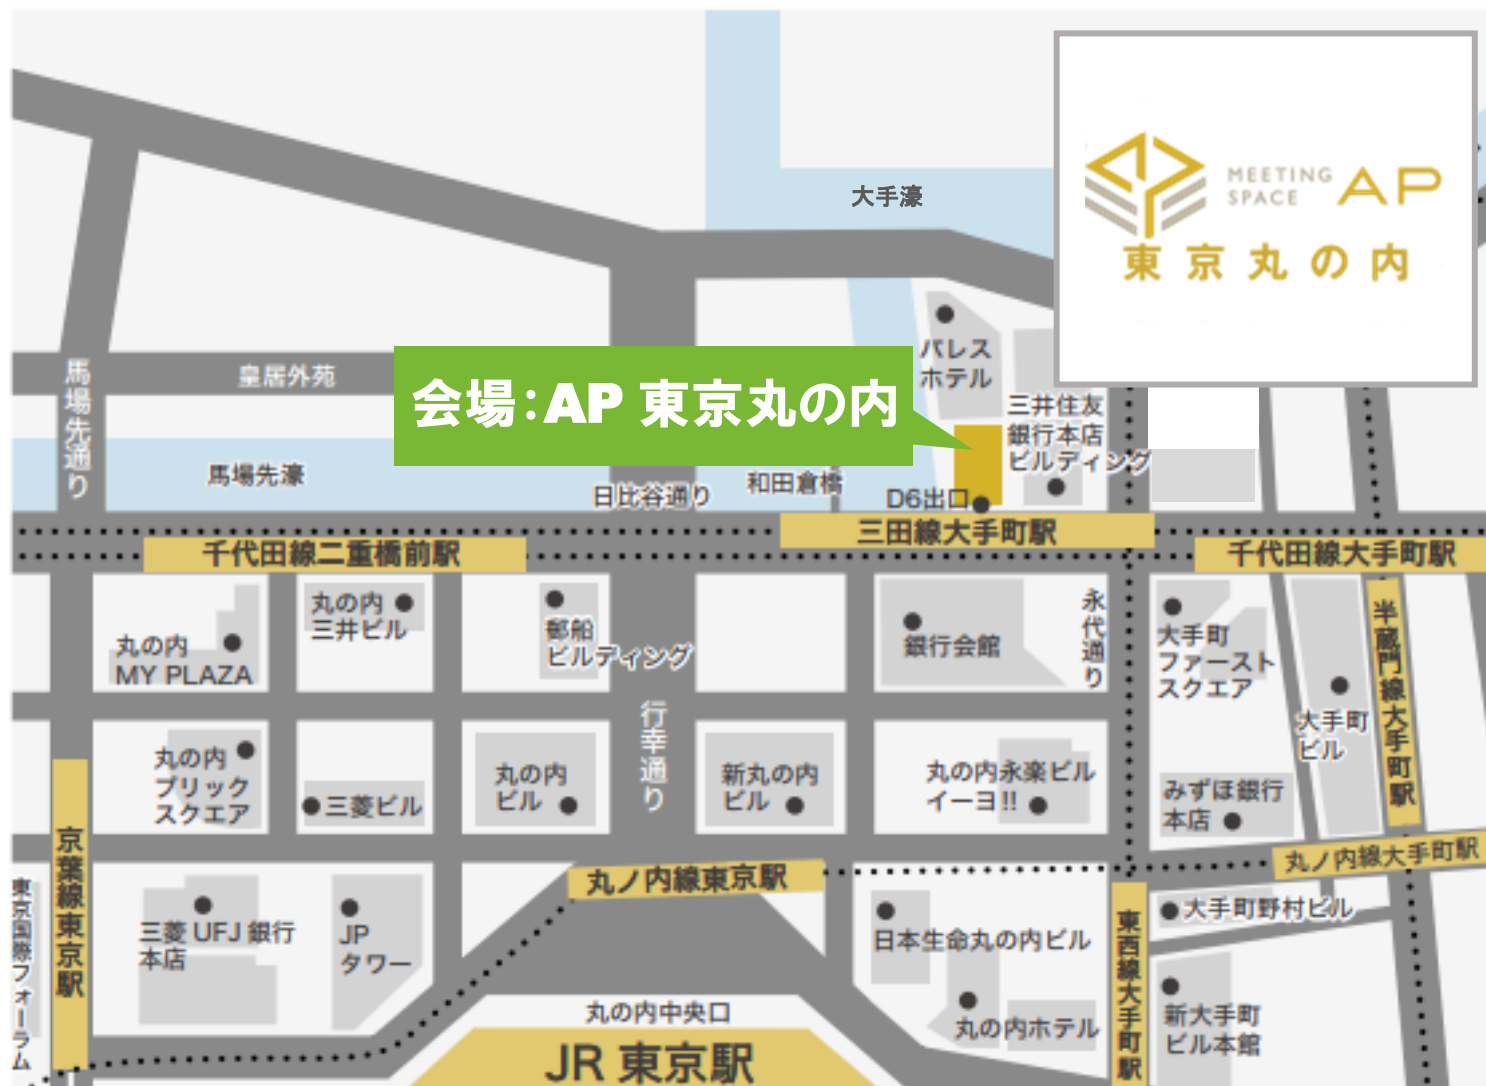 MEETING
SPACE
AP
東京丸の内
大手濠
パレス
ホテル
皇居外苑
馬場先通り
会場：AP 東京丸の内
三井住友
銀行本店
ビルディング
馬場先濠
日比谷通り
和田倉橋
D6出口
三田線大手町駅
千代田線二重橋前駅
千代田線大手町駅
丸の内
MY PLAZA
丸の内
三井ビル
郵船
ビルディング
銀行会館
永代通り
大手町
ファースト
スクエア
半蔵門線大手町駅
大手町
ビル
行幸通り
丸の内
ブリック
スクエア
三菱ビル
丸の内
ビル
新丸の内
ビル
丸の内永楽ビル
イーヨ!!
みずほ銀行
本店
京葉線東京駅
丸ノ内線東京駅
丸ノ内線大手町駅
東京国際フォーラム
三菱 UFJ 銀行
本店
JP
タワー
日本生命丸の内ビル
東西線大手町駅
大手町野村ビル
丸の内中央口
丸の内ホテル
新大手町
ビル本館
JR 東京駅